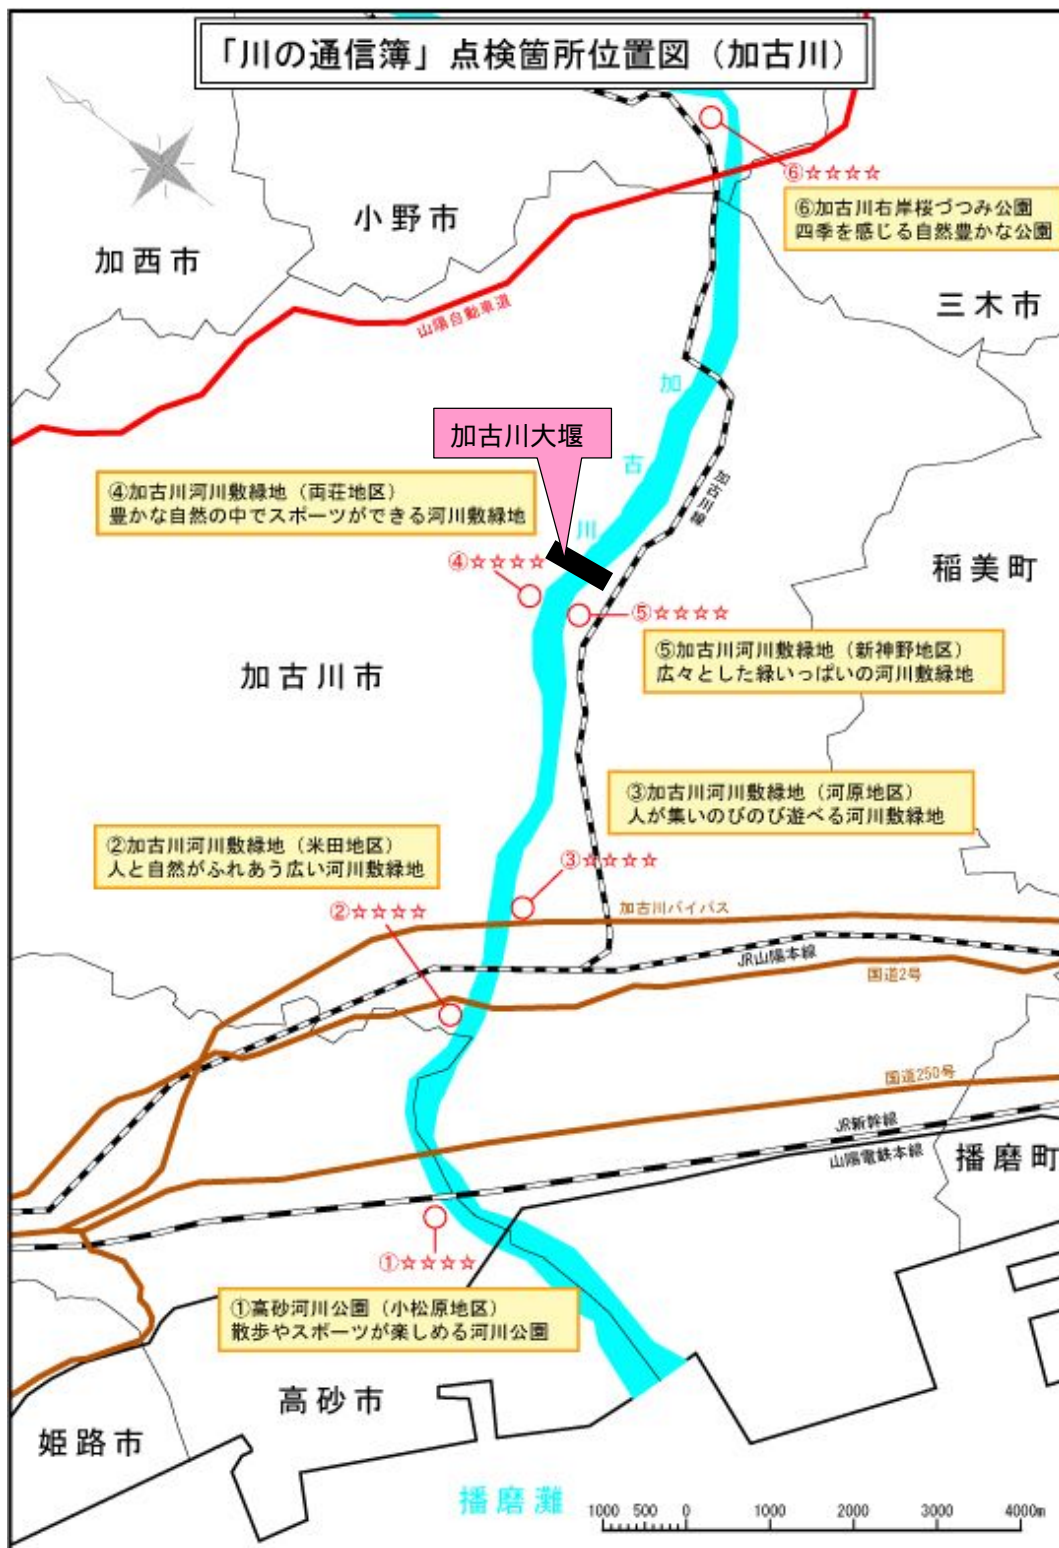 「川の通信簿」点検箇所位置図（加古川）
⑥☆☆☆☆
⑥加古川右岸桜づつみ公園
四季を感じる自然豊かな公園
小野市
加西市
三木市
山陽自動車道
加
古
川
加古川大堰
加古川線
④加古川河川敷緑地（両荘地区）
豊かな自然の中でスポーツができる河川敷緑地
④☆☆☆☆
稲美町
⑤☆☆☆☆
⑤加古川河川敷緑地（新神野地区）
広々とした緑いっぱいの河川敷緑地
加古川市
③加古川河川敷緑地（河原地区）
人が集いのびのび遊べる河川敷緑地
②加古川河川敷緑地（米田地区）
人と自然がふれあう広い河川敷緑地
③☆☆☆☆
②☆☆☆☆
加古川バイパス
JR山陽本線
国道2号
国道250号
JR新幹線
山陽電鉄本線
播磨町
①☆☆☆☆
①高砂河川公園（小松原地区）
散歩やスポーツが楽しめる河川公園
高砂市
姫路市
播磨灘
1000 500 0 1000 2000 3000 4000m